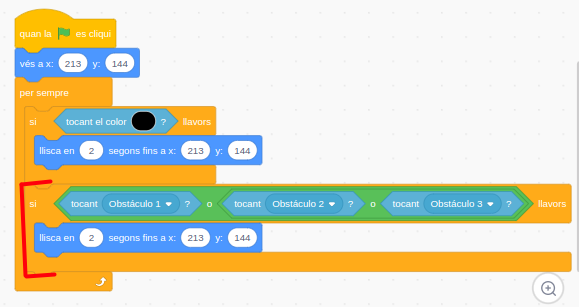 quan la es cliqui
vés a x: 213 y: 144
per sempre
si tocant el color ? llavors
llisca en 2 segons fins a x: 213 y: 144
si tocant Obstáculo 1 ? o tocant Obstáculo 2 ? o tocant Obstáculo 3 ? llavors
llisca en 2 segons fins a x: 213 y: 144